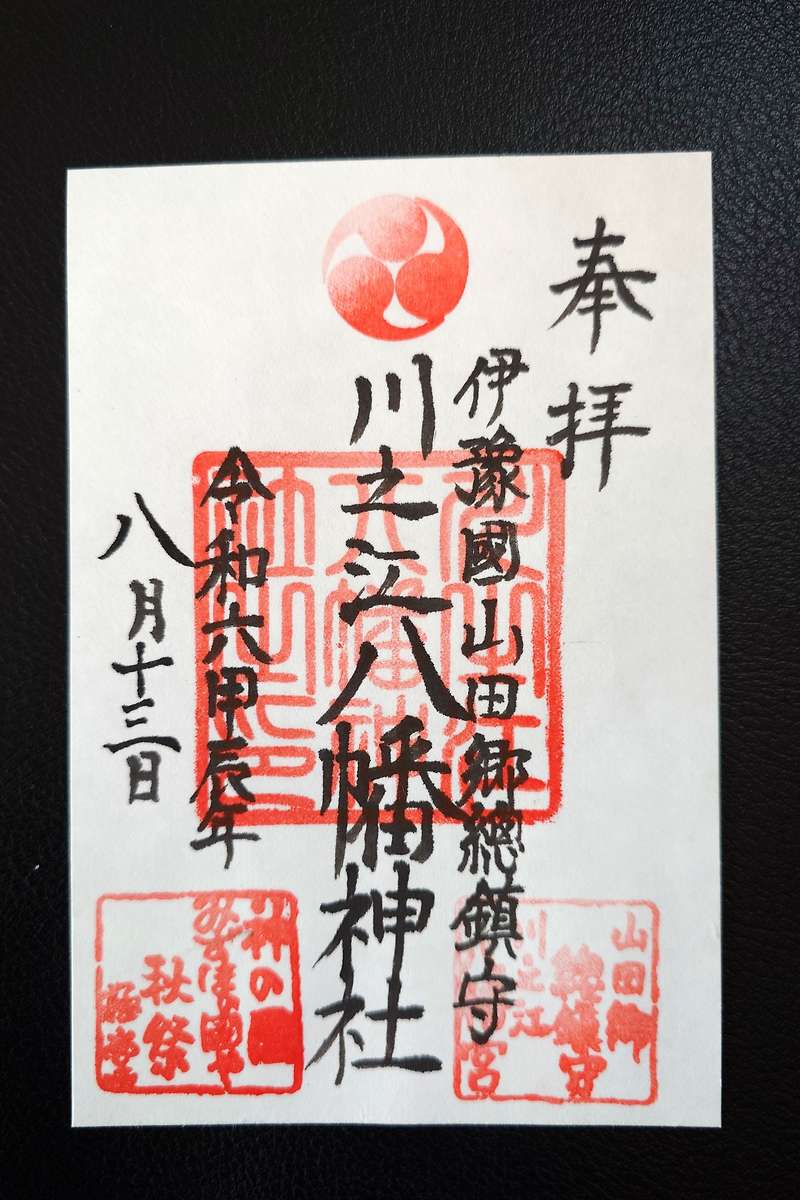 奉拝
伊豫國山田郷總鎮守
川之江八幡神社
令和六甲辰年
八月十三日
山田郷
總鎮守
川之江
神の
秋祭